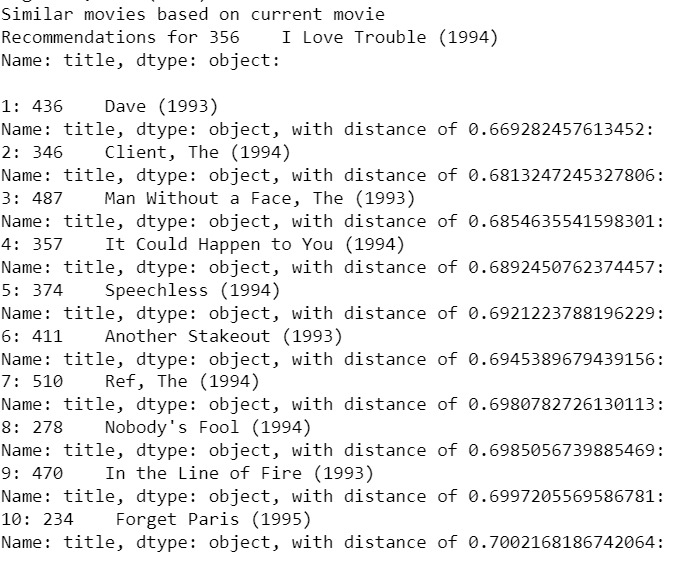 Similar movies based on current movie
Recommendations for 356    I Love Trouble (1994)
Name: title, dtype: object:

1: 436    Dave (1993)
Name: title, dtype: object, with distance of 0.669282457613452:
2: 346    Client, The (1994)
Name: title, dtype: object, with distance of 0.6813247245327806:
3: 487    Man Without a Face, The (1993)
Name: title, dtype: object, with distance of 0.6854635541598301:
4: 357    It Could Happen to You (1994)
Name: title, dtype: object, with distance of 0.6892450762374457:
5: 374    Speechless (1994)
Name: title, dtype: object, with distance of 0.6921223788196229:
6: 411    Another Stakeout (1993)
Name: title, dtype: object, with distance of 0.6945389679439156:
7: 510    Ref, The (1994)
Name: title, dtype: object, with distance of 0.6980782726130113:
8: 278    Nobody's Fool (1994)
Name: title, dtype: object, with distance of 0.6985056739885469:
9: 470    In the Line of Fire (1993)
Name: title, dtype: object, with distance of 0.6997205569586781:
10: 234    Forget Paris (1995)
Name: title, dtype: object, with distance of 0.7002168186742064: